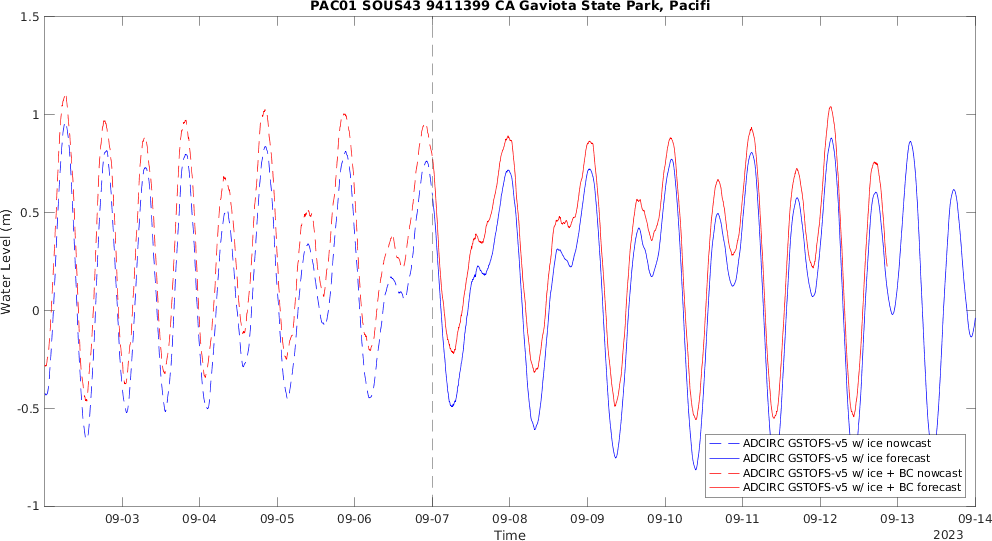 PAC01 SOUS43 9411399 CA Gaviota State Park, Pacifi
1.5
1
0.5
0
-0.5
-1
Water Level (m)
09-03 09-04 09-05 09-06 09-07 09-08 09-09 09-10 09-11 09-12 09-13 09-14
Time
2023
ADCIRC GSTOFS-v5 w/ ice nowcast
ADCIRC GSTOFS-v5 w/ ice forecast
ADCIRC GSTOFS-v5 w/ ice + BC nowcast
ADCIRC GSTOFS-v5 w/ ice + BC forecast